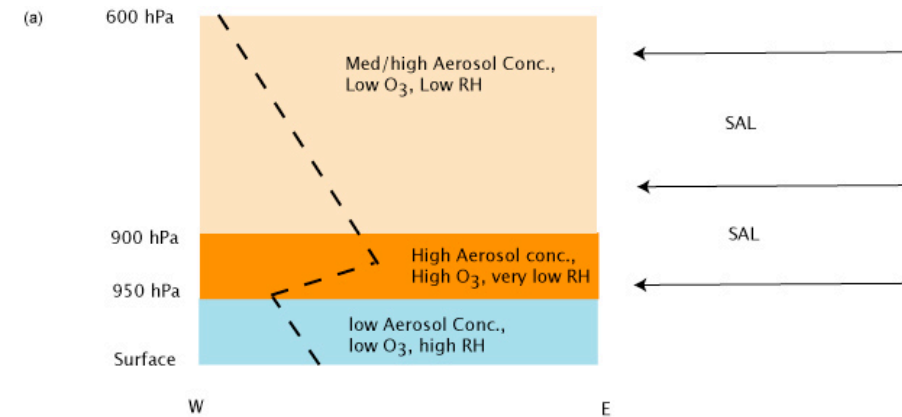 (a)
600 hPa
Med/high Aerosol Conc.,
Low O3, Low RH
SAL
900 hPa
SAL
High Aerosol conc.,
High O3, very low RH
950 hPa
low Aerosol Conc.,
low O3, high RH
Surface
W
E